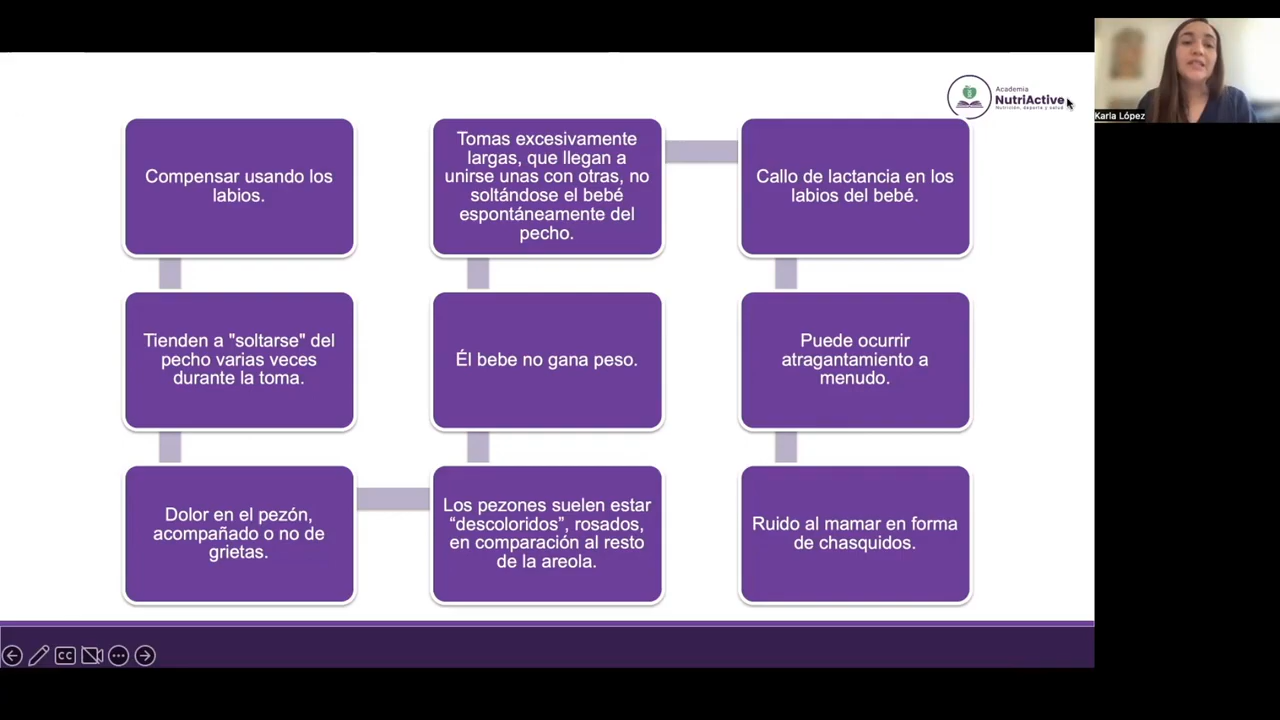 Academia
NutriActive
Nutrición, deporte y salud
Karla López
Compensar usando los
labios.
Tienden a "soltarse" del
pecho varias veces
durante la toma.
Dolor en el pezón,
acompañado o no de
grietas.
Los pezones suelen estar
“descoloridos”, rosados,
en comparación al resto
de la areola.
Él bebe no gana peso.
Tomas excesivamente
largas, que llegan a
unirse unas con otras, no
soltándose el bebé
espontáneamente del
pecho.
Callo de lactancia en los
labios del bebé.
Puede ocurrir
atragantamiento a
menudo.
Ruido al mamar en forma
de chasquidos.
CC